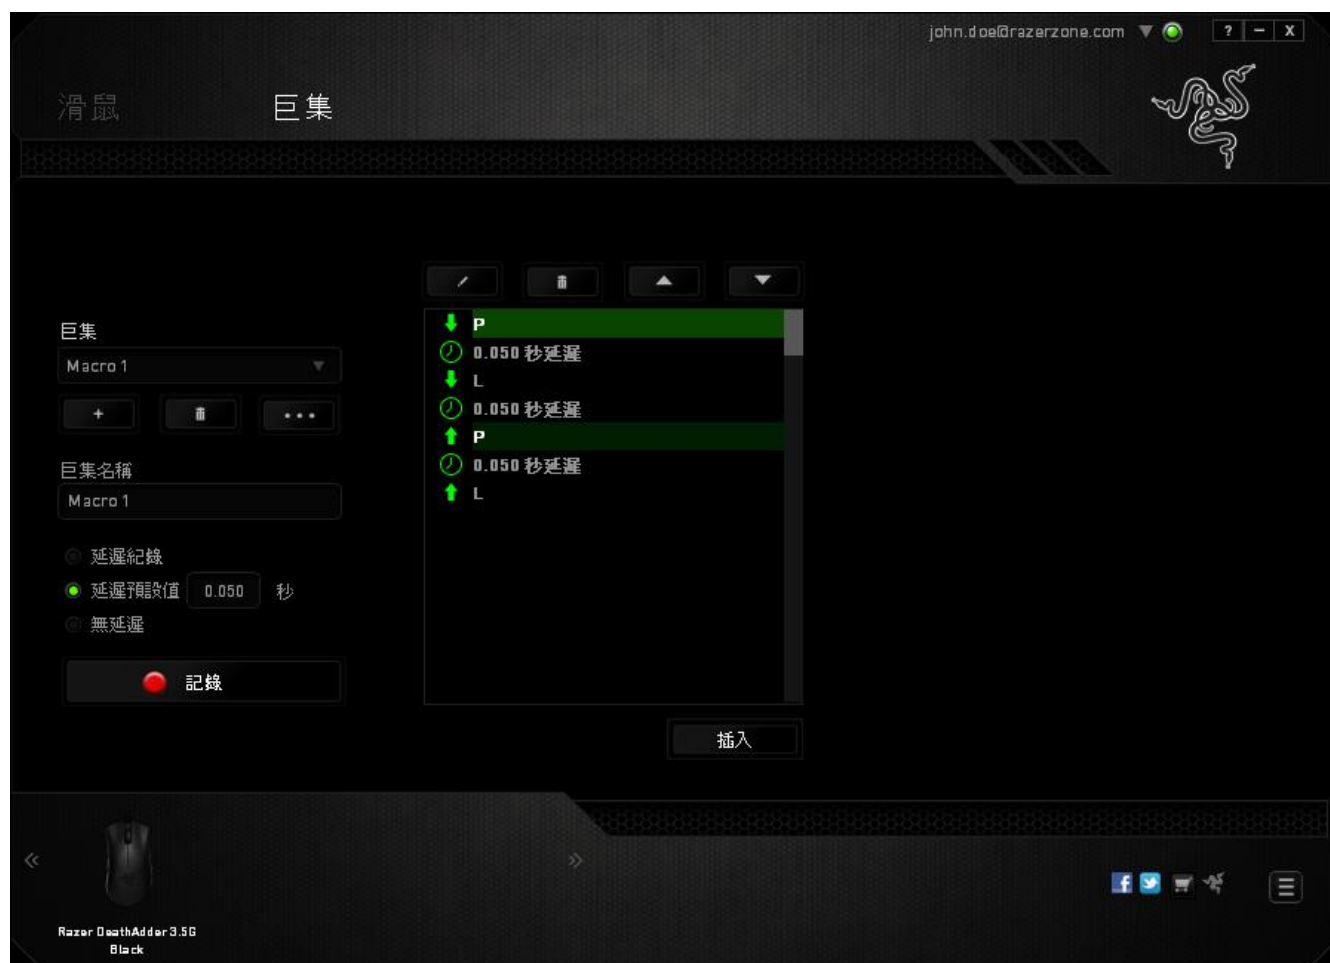 john.doe@razerzone.com
? - X
滑鼠 巨集
巨集
Macro 1
巨集名稱
Macro 1
延遲紀錄
延遲預設值 0.050 秒
無延遲
記錄
P
0.050 秒延遲
L
0.050 秒延遲
P
0.050 秒延遲
L
插入
Razer DeathAdder 3.5G
Black